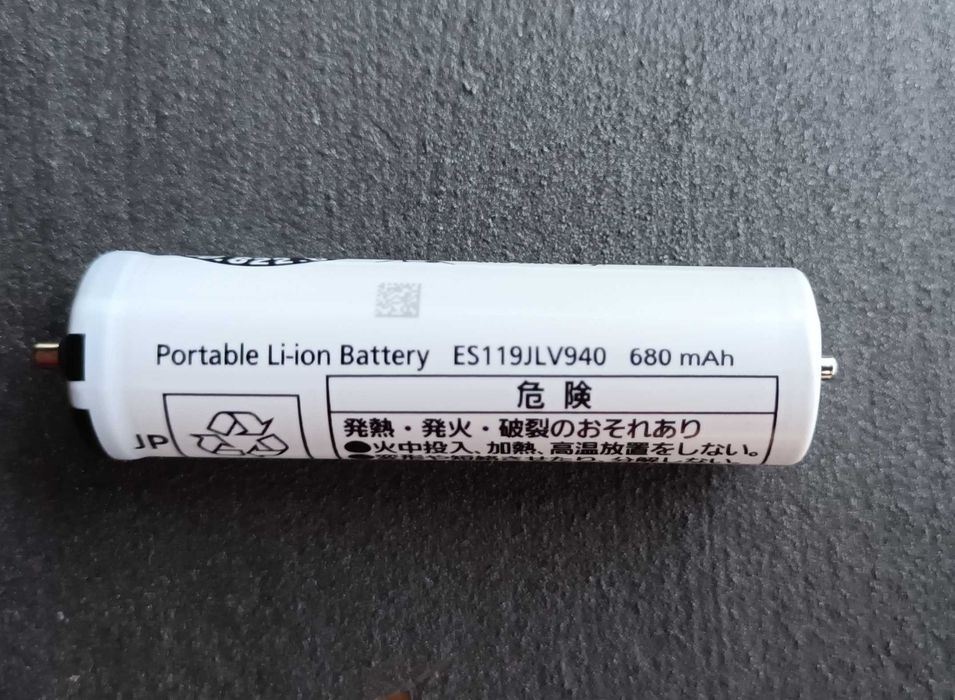 Portable Li-ion Battery ES119JLV940 680 mAh
危険
発熱・発火・破裂のおそれあり
●火中投入、加熱、高温放置をしない。
JP